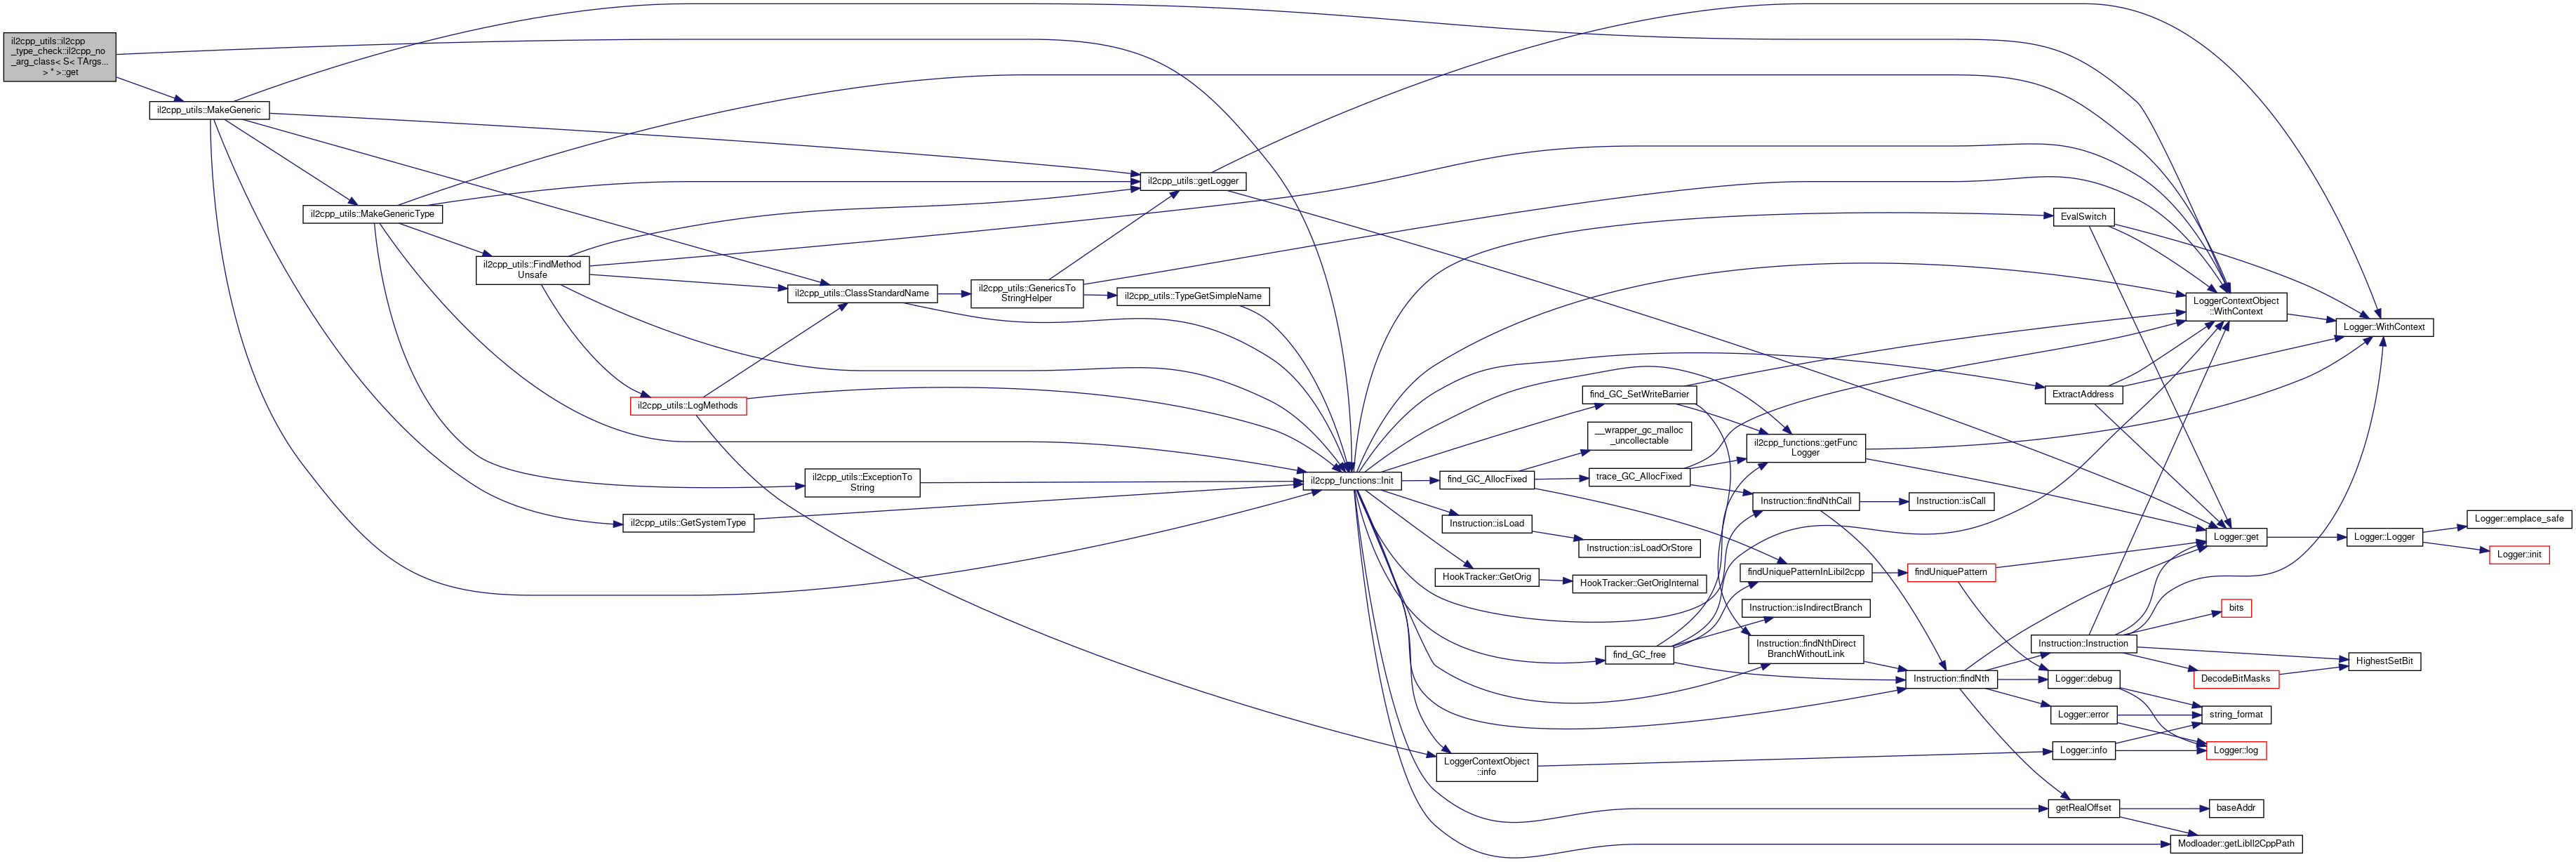 il2cpp_utils::il2cpp
_type_check::il2cpp_no
_arg_class< S< TArgs...
> * >::get
il2cpp_utils::MakeGeneric
il2cpp_utils::MakeGenericType
il2cpp_utils::FindMethod
Unsafe
il2cpp_utils::LogMethods
il2cpp_utils::ClassStandardName
il2cpp_utils::ExceptionTo
String
il2cpp_utils::GetSystemType
il2cpp_utils::GenericsTo
StringHelper
il2cpp_utils::getLogger
il2cpp_utils::TypeGetSimpleName
il2cpp_functions::Init
find_GC_AllocFixed
Instruction::isLoad
HookTracker::GetOrig
LoggerContextObject
::info
find_GC_SetWriteBarrier
__wrapper_gc_malloc
_uncollectable
trace_GC_AllocFixed
Instruction::isLoadOrStore
HookTracker::GetOrigInternal
find_GC_free
il2cpp_functions::getFunc
Logger
Instruction::findNthCall
findUniquePatternInLibil2cpp
Instruction::isIndirectBranch
Instruction::findNthDirect
BranchWithoutLink
Instruction::isCall
findUniquePattern
Instruction::findNth
EvalSwitch
ExtractAddress
Instruction::Instruction
Logger::debug
Logger::error
Logger::info
getRealOffset
LoggerContextObject
::WithContext
Logger::get
bits
DecodeBitMasks
string_format
Logger::log
baseAddr
Modloader::getLibIl2CppPath
Logger::WithContext
Logger::Logger
HighestSetBit
Logger::emplace_safe
Logger::init